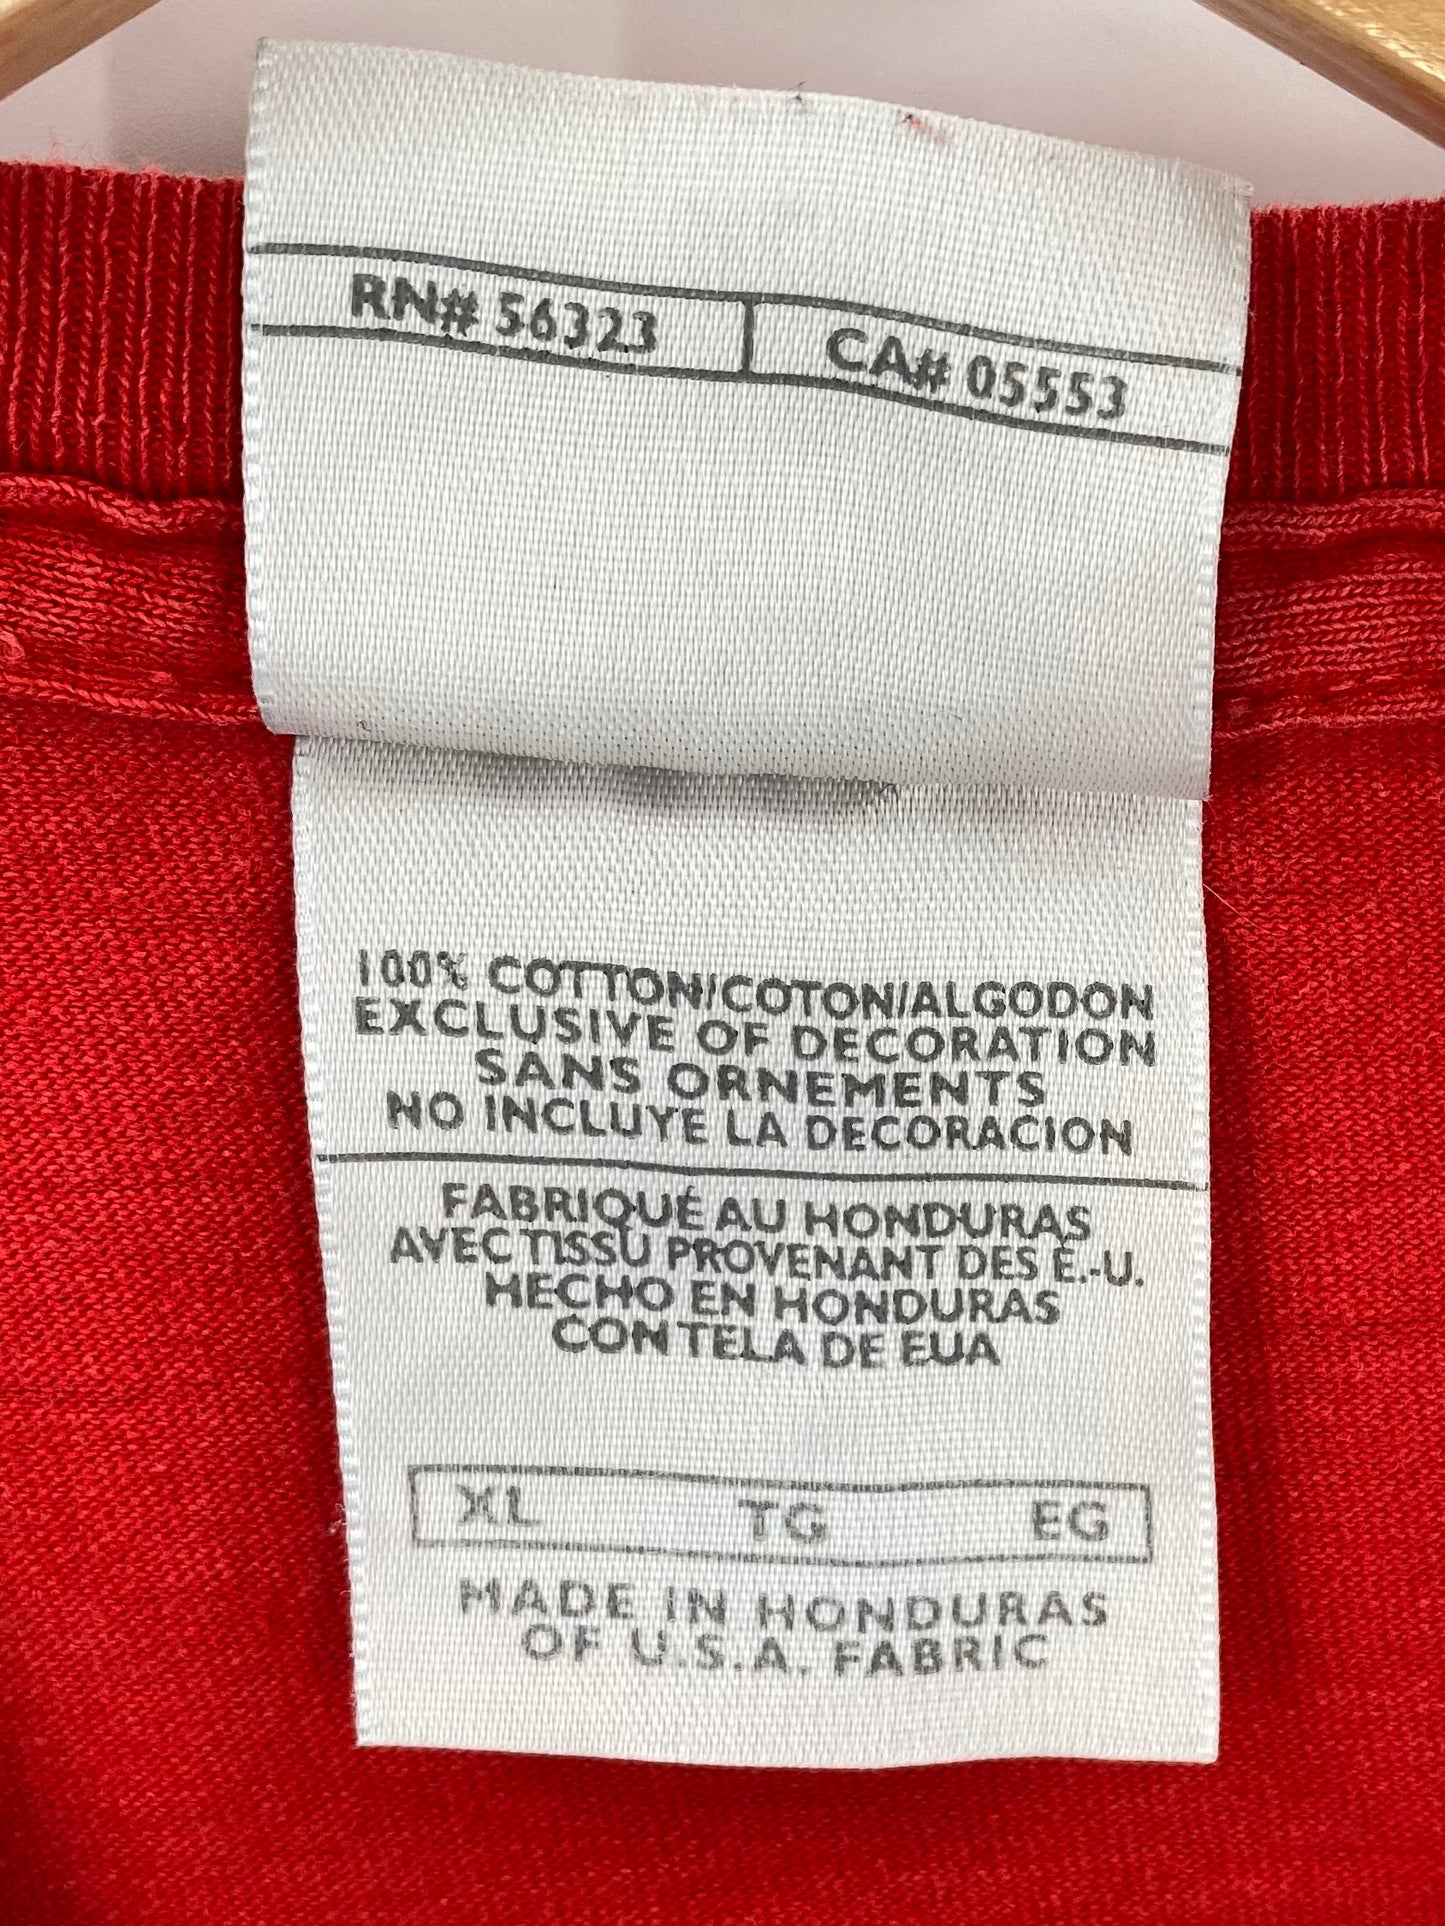 RN# 56323 CA# 05553
100% COTTON/COTON/ALGODON
EXCLUSIVE OF DECORATION
SANS ORNEMENTS
NO INCLUYE LA DECORACION
FABRIQUÉ AU HONDURAS
AVEC TISSU PROVENANT DES É.-U.
HECHO EN HONDURAS
CON TELA DE EUA
XL TG EG
MADE IN HONDURAS
OF U.S.A. FABRIC